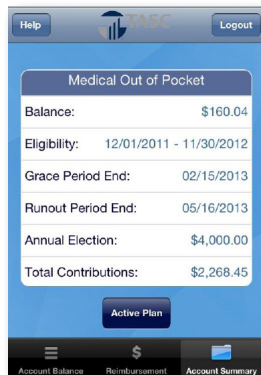 Help TASC Logout
Medical Out of Pocket
Balance: $160.04
Eligibility: 12/01/2011 - 11/30/2012
Grace Period End: 02/15/2013
Runout Period End: 05/16/2013
Annual Election: $4,000.00
Total Contributions: $2,268.45
Active Plan
Account Balance Reimbursement Account Summary